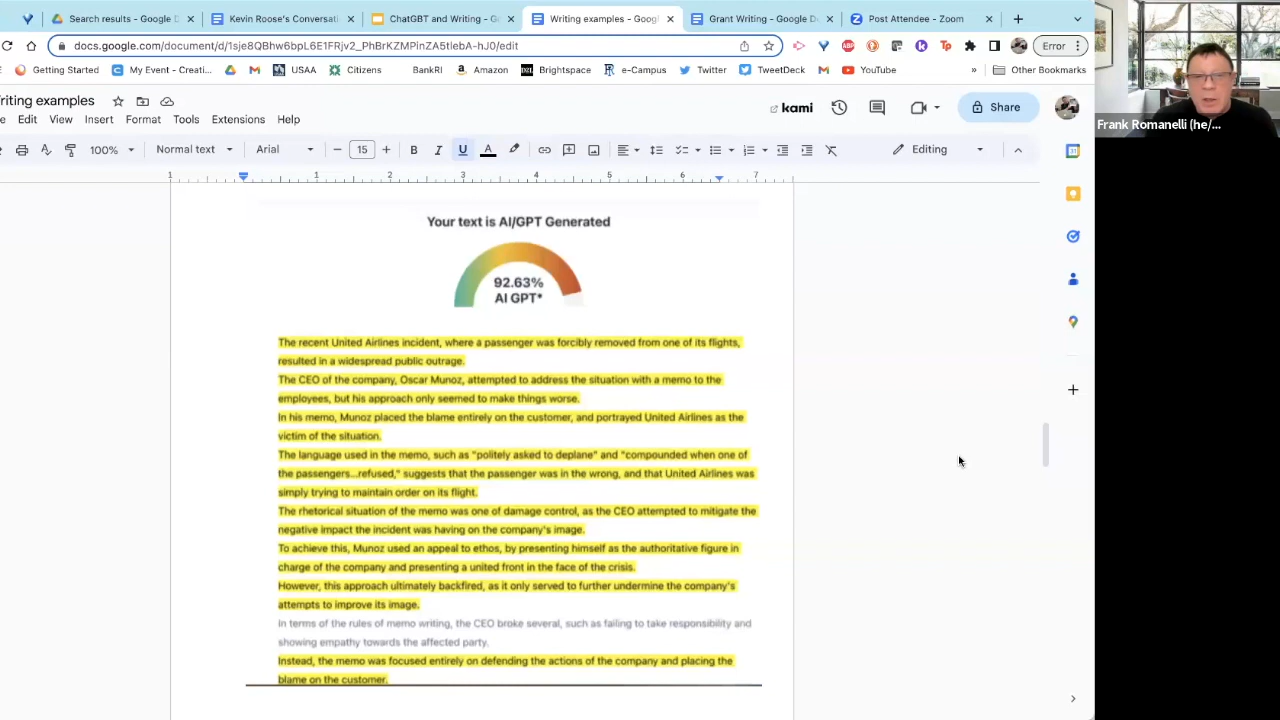 Search results - Google D
Kevin Roose's Conversati
ChatGBT and Writing - G
Writing examples - Googl
Grant Writing - Google D
Post Attendee - Zoom
docs.google.com/document/d/1sje8QBhw6bpL6E1FRjv2_PhBrKZMPinZA5tlebA-hJ0/edit
Error
Getting Started
My Event - Creati...
USAA
Citizens
BankRI
Amazon
Brightspace
e-Campus
Twitter
TweetDeck
YouTube
»
Other Bookmarks
riting examples
Edit View Insert Format Tools Extensions Help
kami
Share
100%
Normal text
Arial
15
B I U A
Editing
1 1 2 3 4 5 6 7
Frank Romanelli (he/...
Your text is AI/GPT Generated
92.63%
AI GPT*
The recent United Airlines incident, where a passenger was forcibly removed from one of its flights,
resulted in a widespread public outrage.
The CEO of the company, Oscar Munoz, attempted to address the situation with a memo to the
employees, but his approach only seemed to make things worse.
In his memo, Munoz placed the blame entirely on the customer, and portrayed United Airlines as the
victim of the situation.
The language used in the memo, such as "politely asked to deplane" and "compounded when one of
the passengers...refused," suggests that the passenger was in the wrong, and that United Airlines was
simply trying to maintain order on its flight.
The rhetorical situation of the memo was one of damage control, as the CEO attempted to mitigate the
negative impact the incident was having on the company's image.
To achieve this, Munoz used an appeal to ethos, by presenting himself as the authoritative figure in
charge of the company and presenting a united front in the face of the crisis.
However, this approach ultimately backfired, as it only served to further undermine the company's
attempts to improve its image.
In terms of the rules of memo writing, the CEO broke several, such as failing to take responsibility and
showing empathy towards the affected party.
Instead, the memo was focused entirely on defending the actions of the company and placing the
blame on the customer.